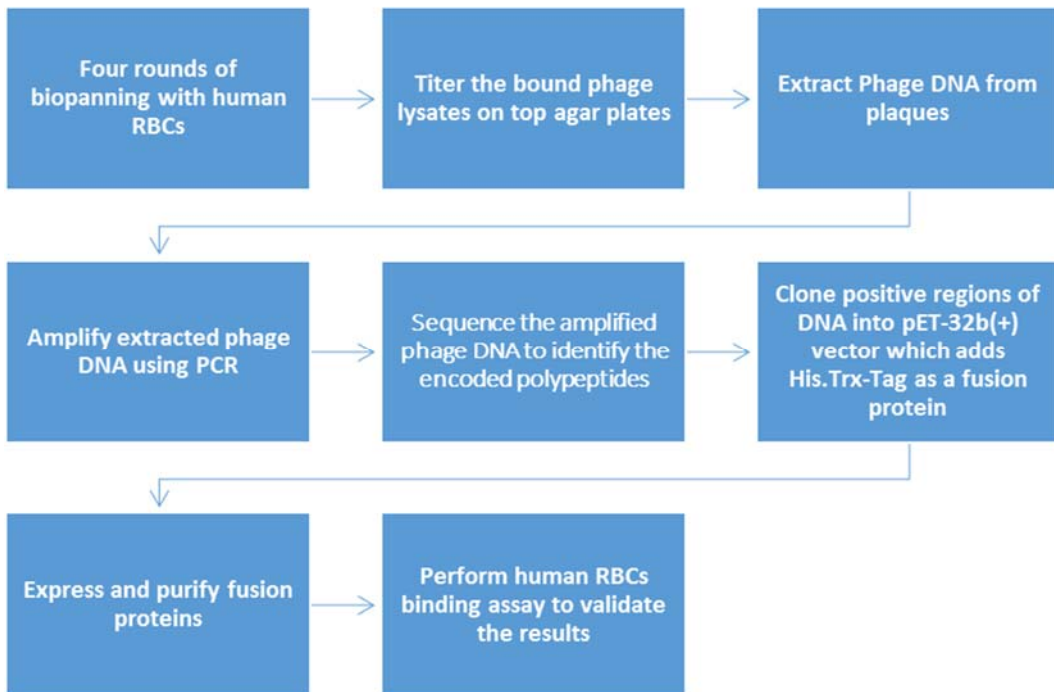 Four rounds of
biopanning with human
RBCs
Titer the bound phage
lysates on top agar plates
Extract Phage DNA from
plaques
Amplify extracted phage
DNA using PCR
Sequence the amplified
phage DNA to identify the
encoded polypeptides
Clone positive regions of
DNA into pET-32b(+)
vector which adds
His.Trx-Tag as a fusion
protein
Express and purify fusion
proteins
Perform human RBCs
binding assay to validate
the results